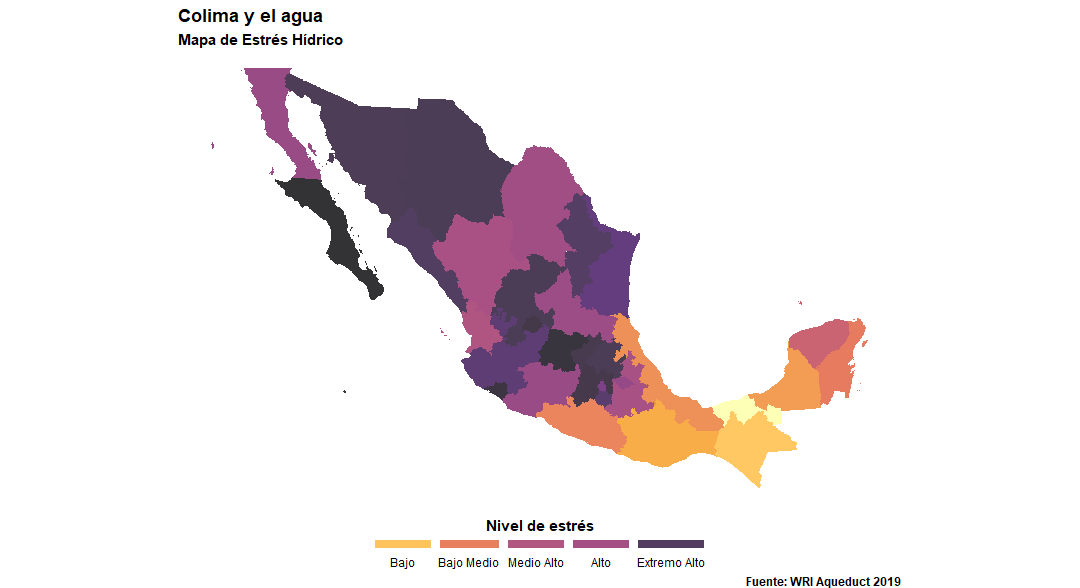 Colima y el agua
Mapa de Estrés Hídrico
Nivel de estrés
Bajo
Bajo Medio
Medio Alto
Alto
Extremo Alto
Fuente: WRI Aqueduct 2019